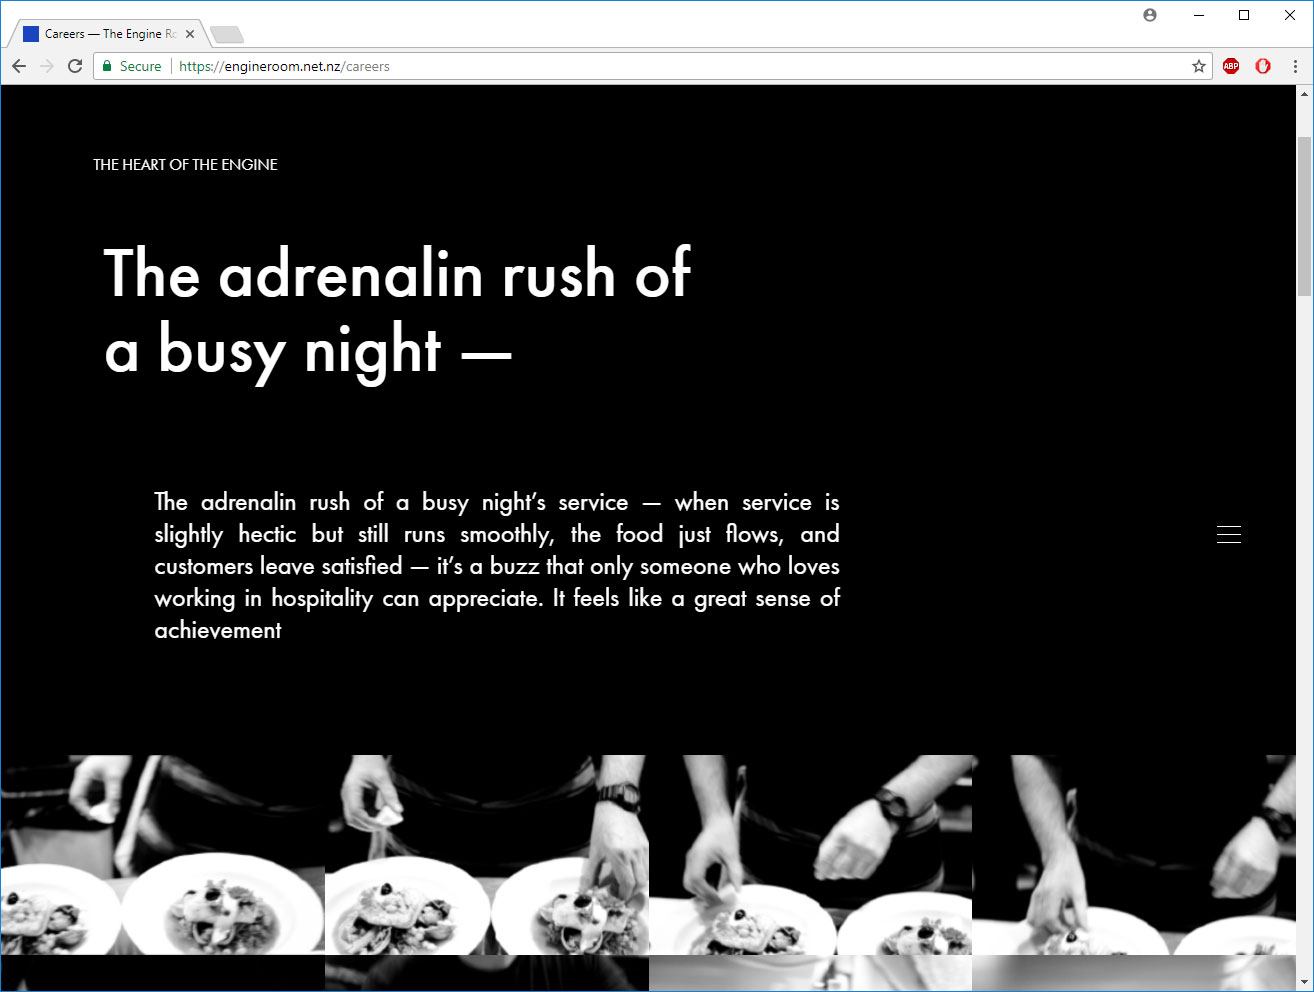 Careers — The Engine Ro
Secure
https://engineroom.net.nz/careers
ABP
THE HEART OF THE ENGINE
The adrenalin rush of
a busy night —
The adrenalin rush of a busy night’s service — when service is
slightly hectic but still runs smoothly, the food just flows, and
customers leave satisfied — it’s a buzz that only someone who loves
working in hospitality can appreciate. It feels like a great sense of
achievement